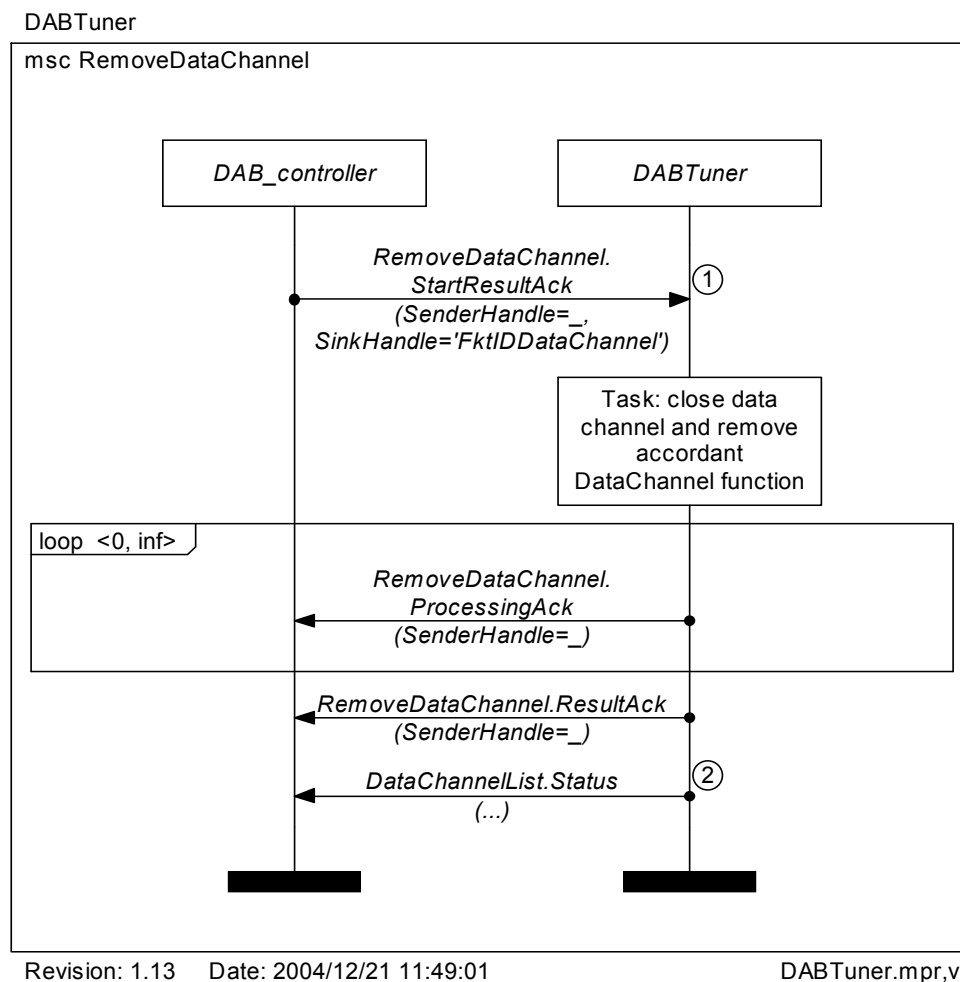 DABTuner
msc RemoveDataChannel
DAB_controller
DABTuner
RemoveDataChannel.
StartResultAck
(SenderHandle=_,
SinkHandle='FktIDDataChannel')
1
Task: close data
channel and remove
accordant
DataChannel function
loop <0, inf>
RemoveDataChannel.
ProcessingAck
(SenderHandle=_)
RemoveDataChannel.ResultAck
(SenderHandle=_)
2
DataChannelList.Status
(...)
Revision: 1.13 Date: 2004/12/21 11:49:01 DABTuner.mpr,v